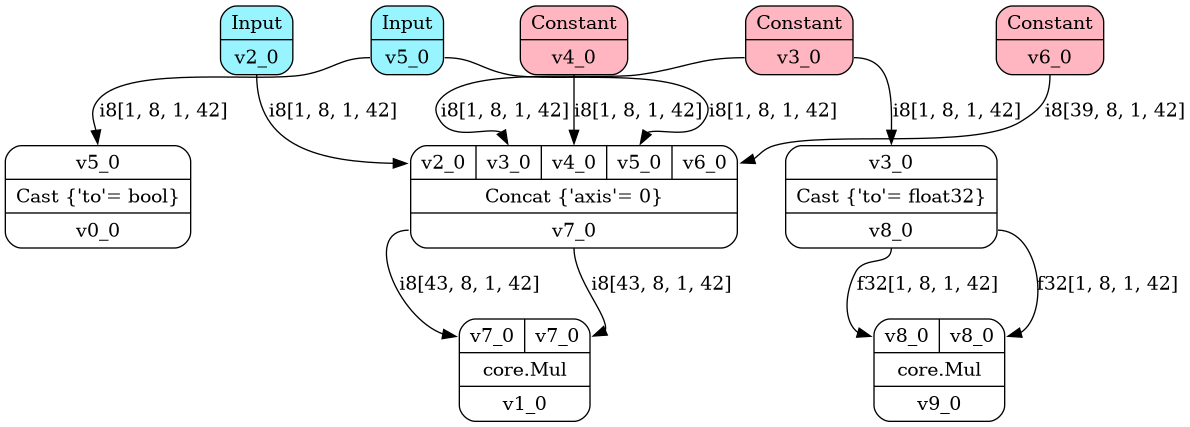 Input
v2_0
Input
v5_0
Constant
v4_0
Constant
v3_0
Constant
v6_0
i8[1, 8, 1, 42]
i8[1, 8, 1, 42]
i8[1, 8, 1, 42]
i8[1, 8, 1, 42]
i8[1, 8, 1, 42]
i8[1, 8, 1, 42]
i8[39, 8, 1, 42]
v5_0
Cast {'to'= bool}
v0_0
v2_0 v3_0 v4_0 v5_0 v6_0
Concat {'axis'= 0}
v7_0
v3_0
Cast {'to'= float32}
v8_0
i8[43, 8, 1, 42]
i8[43, 8, 1, 42]
f32[1, 8, 1, 42]
f32[1, 8, 1, 42]
v7_0 v7_0
core.Mul
v1_0
v8_0 v8_0
core.Mul
v9_0